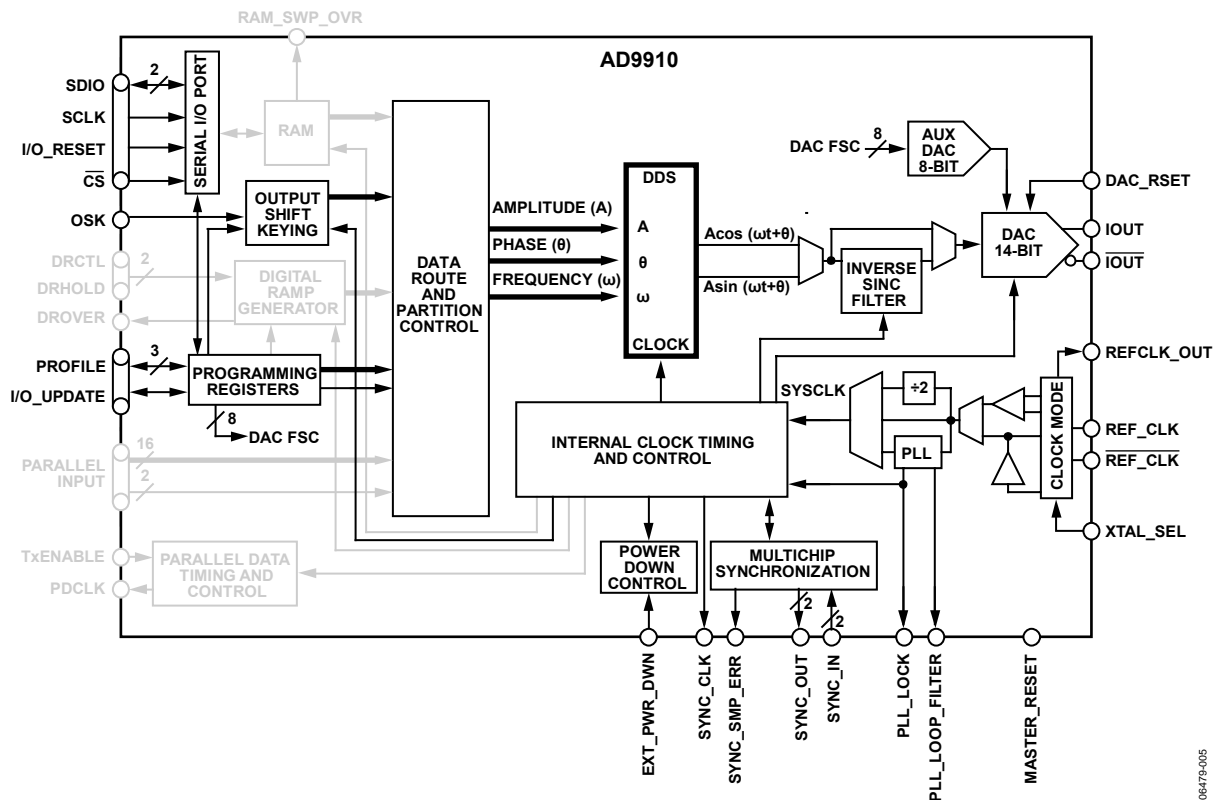 RAM_SWP_OVR
AD9910
SDIO
2
SCLK
I/O_RESET
CS
SERIAL I/O PORT
RAM
OSK
OUTPUT
SHIFT
KEYING
DRCTL
2
DRHOLD
DROVER
DIGITAL
RAMP
GENERATOR
PROFILE
3
I/O_UPDATE
PROGRAMMING
REGISTERS
8
DAC FSC
PARALLEL
INPUT
16
2
TxENABLE
PDCLK
PARALLEL DATA
TIMING AND
CONTROL
DATA
ROUTE
AND
PARTITION
CONTROL
AMPLITUDE (A)
PHASE (θ)
FREQUENCY (ω)
DDS
A
θ
ω
CLOCK
Acos (ωt+θ)
Asin (ωt+θ)
INVERSE
SINC
FILTER
DAC FSC
8
AUX
DAC
8-BIT
DAC
14-BIT
DAC_RSET
IOUT
IOUT
REFCLK_OUT
SYSCLK
÷2
PLL
CLOCK MODE
REF_CLK
REF_CLK
XTAL_SEL
INTERNAL CLOCK TIMING
AND CONTROL
POWER
DOWN
CONTROL
MULTICHIP
SYNCHRONIZATION
2
2
EXT_PWR_DWN
SYNC_CLK
SYNC_SMP_ERR
SYNC_OUT
SYNC_IN
PLL_LOCK
PLL_LOOP_FILTER
MASTER_RESET
06479-005